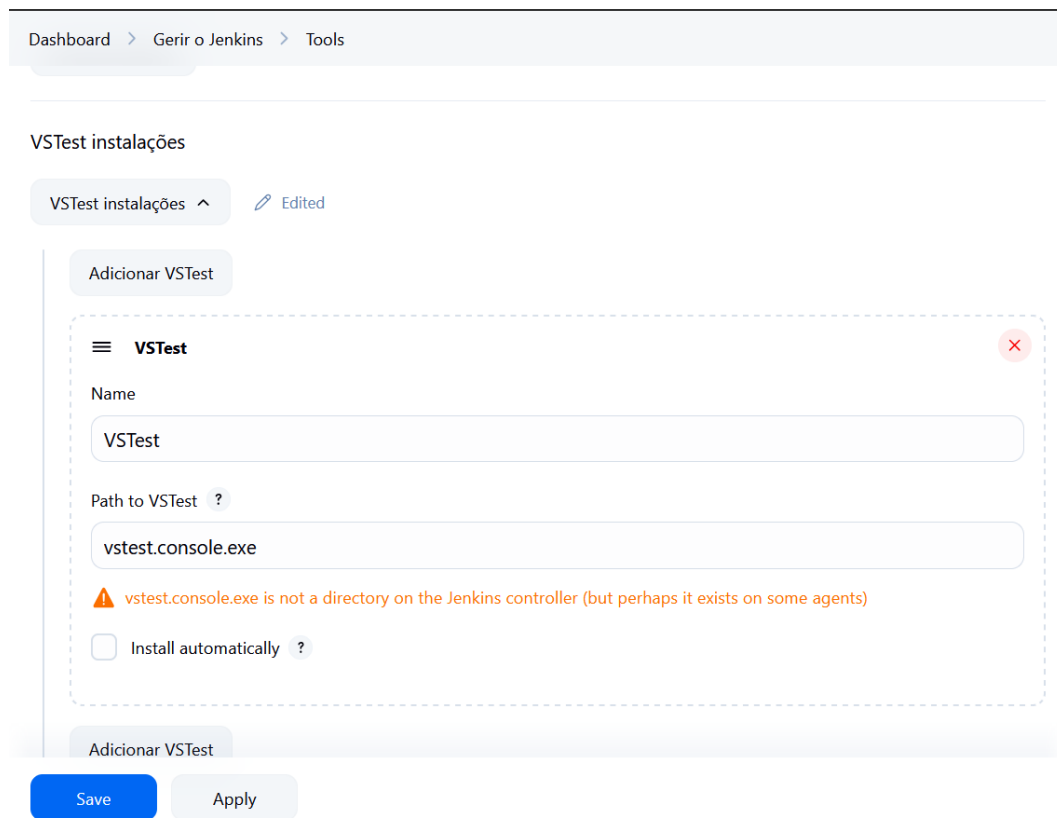 Dashboard > Gerir o Jenkins > Tools
VSTest instalações
VSTest instalações Edited
Adicionar VSTest
VSTest
Name
VSTest
Path to VSTest ?
vstest.console.exe
vstest.console.exe is not a directory on the Jenkins controller (but perhaps it exists on some agents)
Install automatically ?
Adicionar VSTest
Save Apply